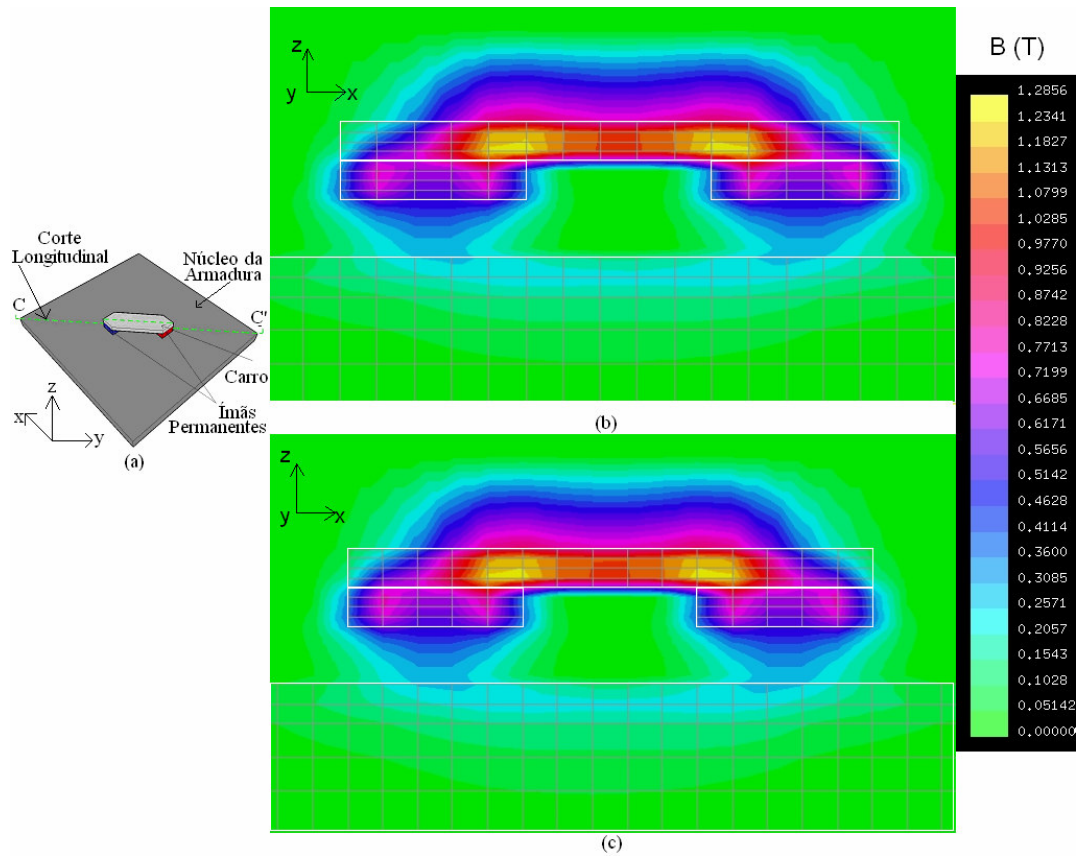 Corte
Longitudinal
Núcleo da
Armadura
C
C'
Carro
Ímãs
Permanentes
z
x
y
(a)
z
y
x
(b)
z
y
x
(c)
B (T)
1.2856
1.2341
1.1827
1.1313
1.0799
1.0285
0.9770
0.9256
0.8742
0.8228
0.7713
0.7199
0.6685
0.6171
0.5656
0.5142
0.4628
0.4114
0.3600
0.3085
0.2571
0.2057
0.1543
0.1028
0.05142
0.00000